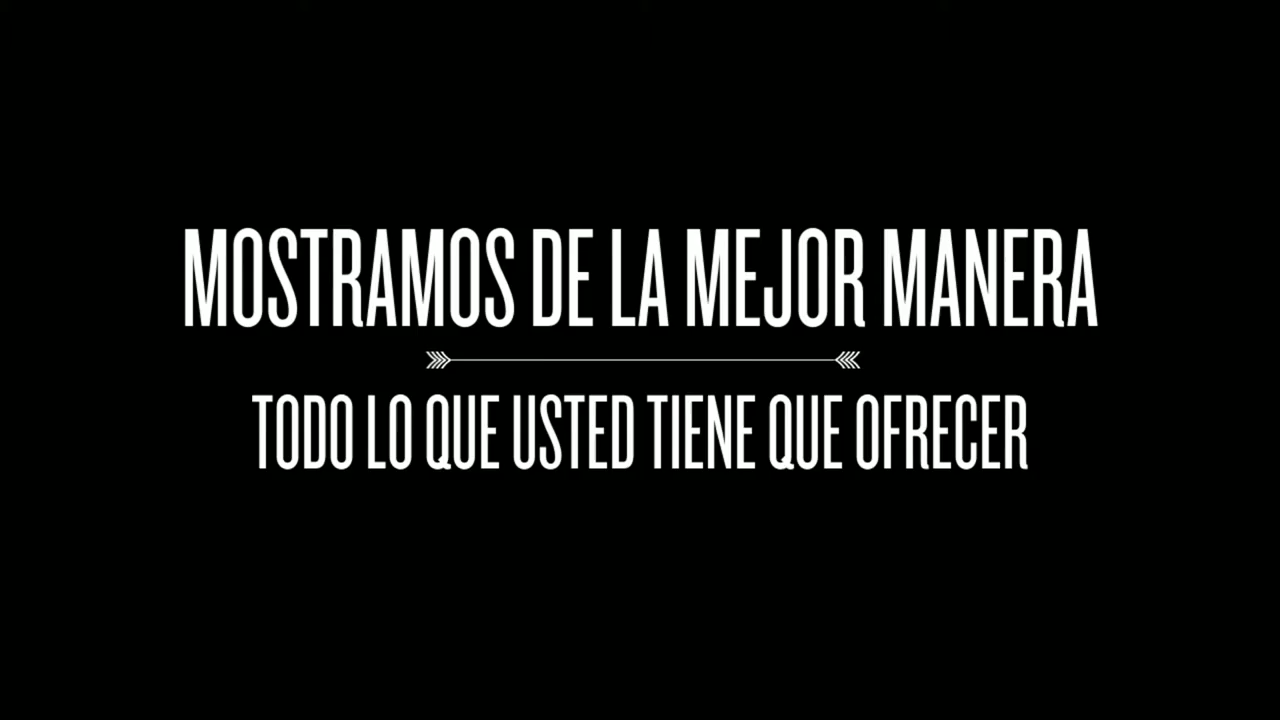 MOSTRAMOS DE LA MEJOR MANERA
TODO LO QUE USTED TIENE QUE OFRECER